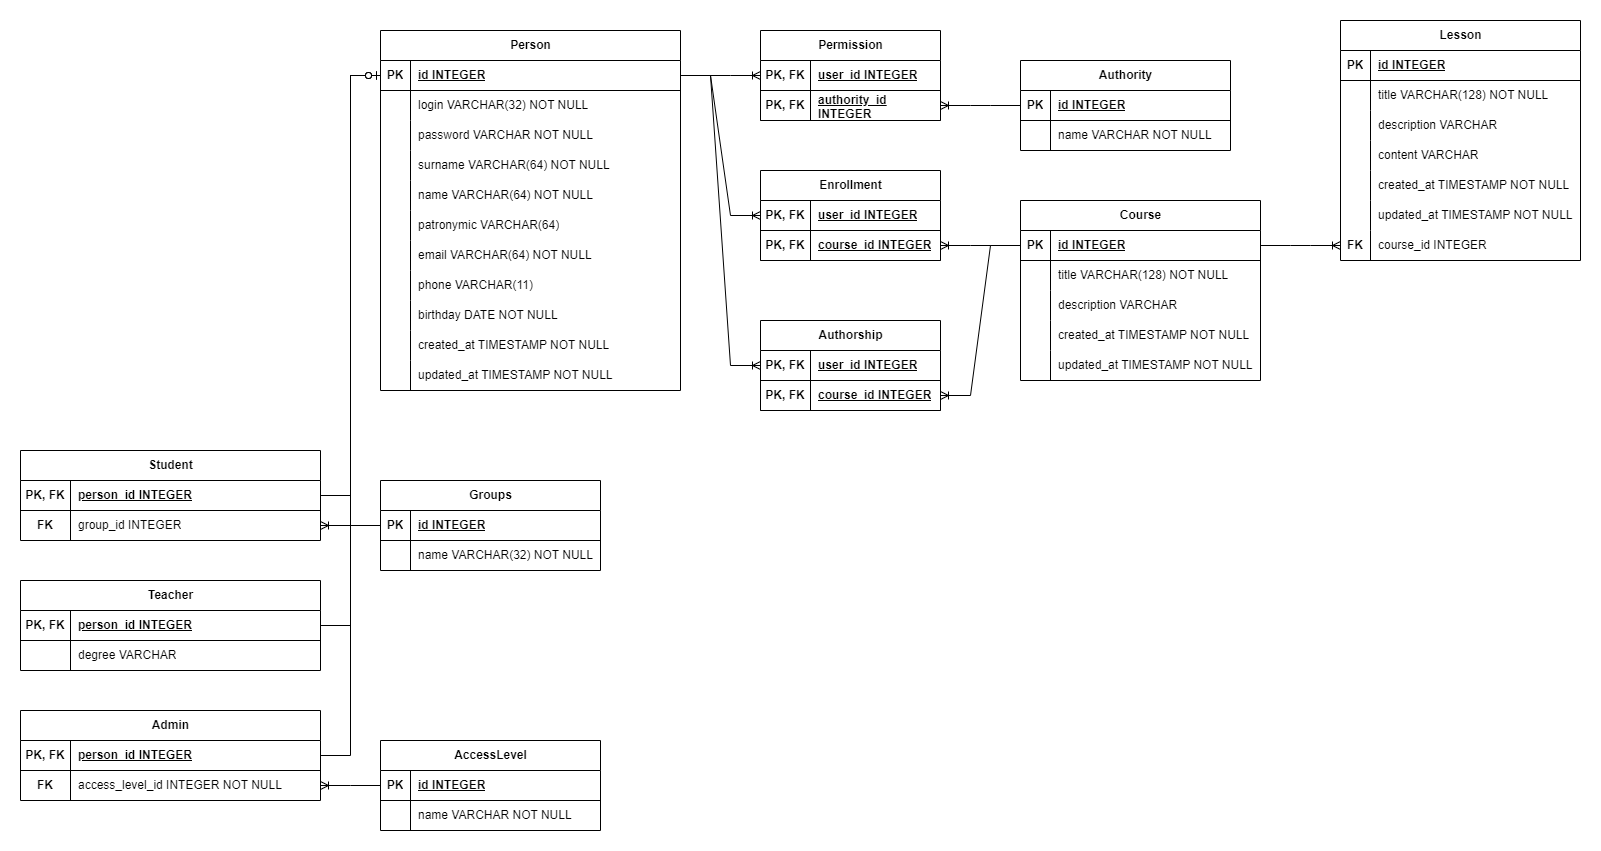 Person
PK id INTEGER
login VARCHAR(32) NOT NULL
password VARCHAR NOT NULL
surname VARCHAR(64) NOT NULL
name VARCHAR(64) NOT NULL
patronymic VARCHAR(64)
email VARCHAR(64) NOT NULL
phone VARCHAR(11)
birthday DATE NOT NULL
created_at TIMESTAMP NOT NULL
updated_at TIMESTAMP NOT NULL
Permission
PK, FK user_id INTEGER
PK, FK authority_id
INTEGER
Authority
PK id INTEGER
name VARCHAR NOT NULL
Lesson
PK id INTEGER
title VARCHAR(128) NOT NULL
description VARCHAR
content VARCHAR
created_at TIMESTAMP NOT NULL
updated_at TIMESTAMP NOT NULL
FK course_id INTEGER
Enrollment
PK, FK user_id INTEGER
PK, FK course_id INTEGER
Course
PK id INTEGER
title VARCHAR(128) NOT NULL
description VARCHAR
created_at TIMESTAMP NOT NULL
updated_at TIMESTAMP NOT NULL
Authorship
PK, FK user_id INTEGER
PK, FK course_id INTEGER
Student
PK, FK person_id INTEGER
FK group_id INTEGER
Groups
PK id INTEGER
name VARCHAR(32) NOT NULL
Teacher
PK, FK person_id INTEGER
degree VARCHAR
Admin
PK, FK person_id INTEGER
FK access_level_id INTEGER NOT NULL
AccessLevel
PK id INTEGER
name VARCHAR NOT NULL